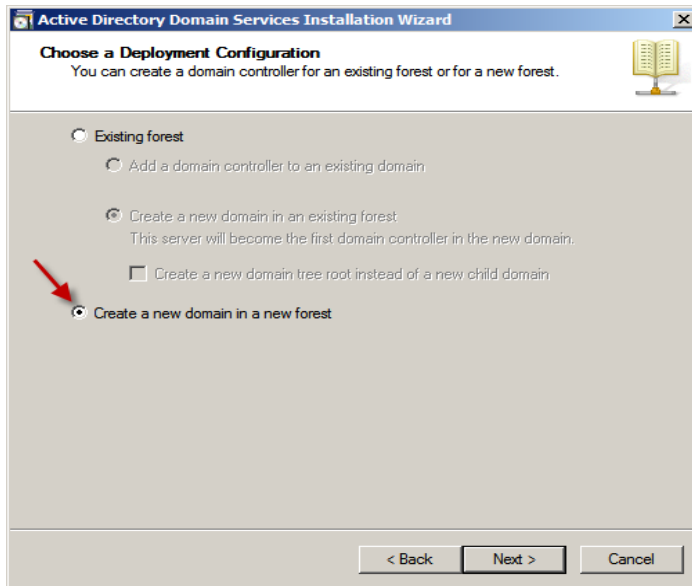 Active Directory Domain Services Installation Wizard
Choose a Deployment Configuration
You can create a domain controller for an existing forest or for a new forest.
Existing forest
Add a domain controller to an existing domain
Create a new domain in an existing forest
This server will become the first domain controller in the new domain.
Create a new domain tree root instead of a new child domain
Create a new domain in a new forest
< Back Next > Cancel